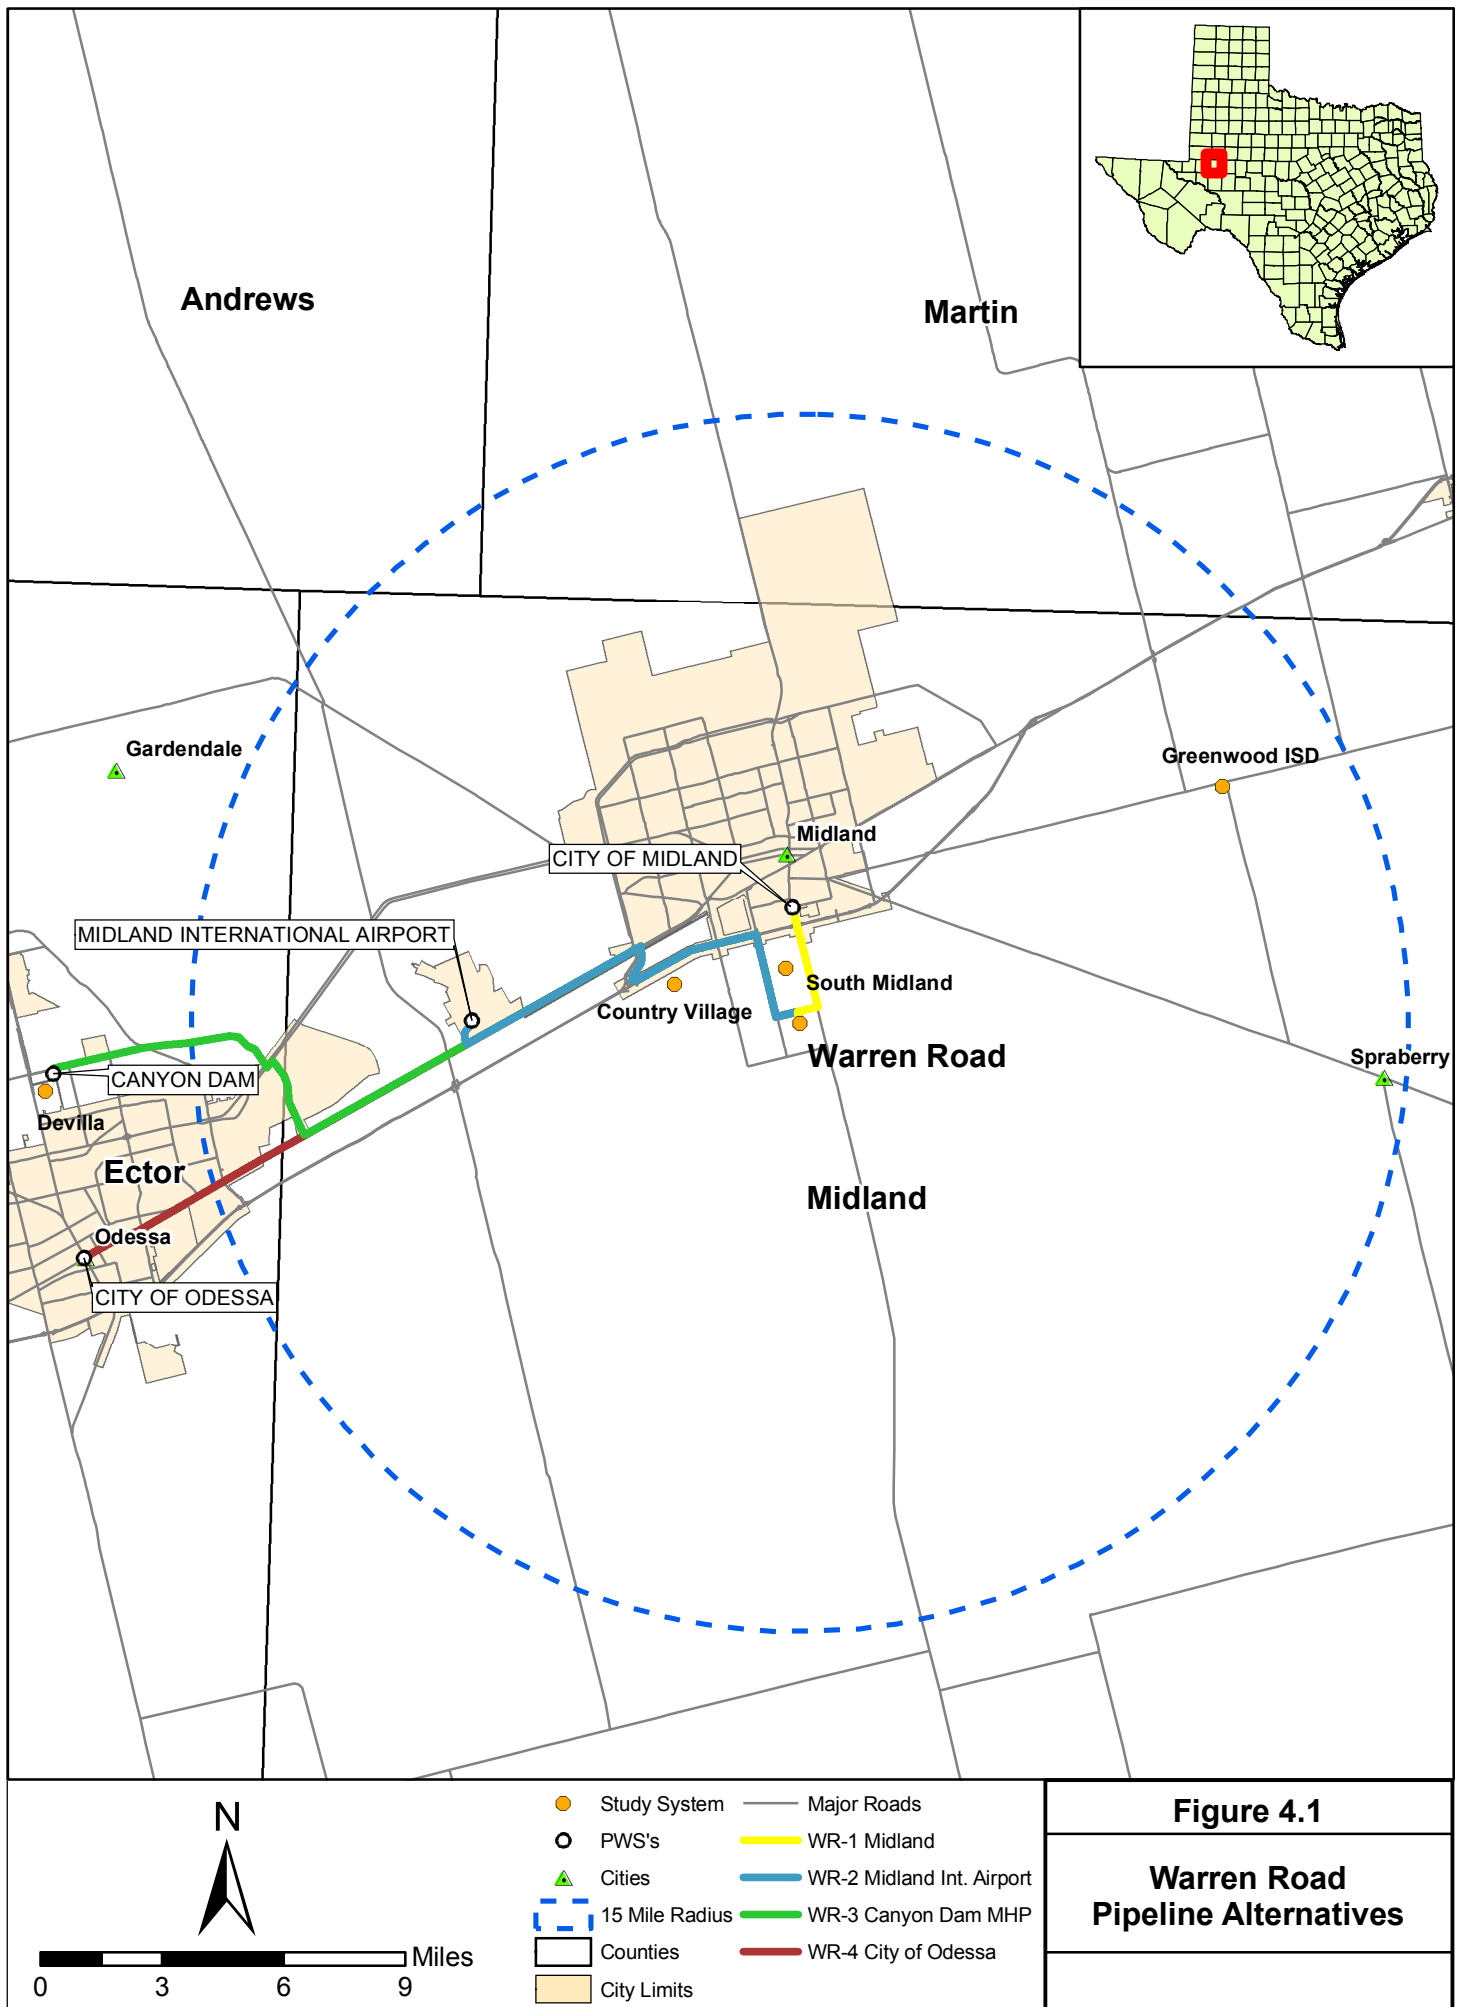 Andrews
Martin
Gardendale
Greenwood ISD
Midland
CITY OF MIDLAND
MIDLAND INTERNATIONAL AIRPORT
South Midland
Country Village
Warren Road
Spraberry
CANYON DAM
Devilla
Ector
Midland
Odessa
CITY OF ODESSA
N
Miles
0 3 6 9
Study System
PWS's
Cities
15 Mile Radius
Counties
City Limits
Major Roads
WR-1 Midland
WR-2 Midland Int. Airport
WR-3 Canyon Dam MHP
WR-4 City of Odessa
Figure 4.1
Warren Road
Pipeline Alternatives